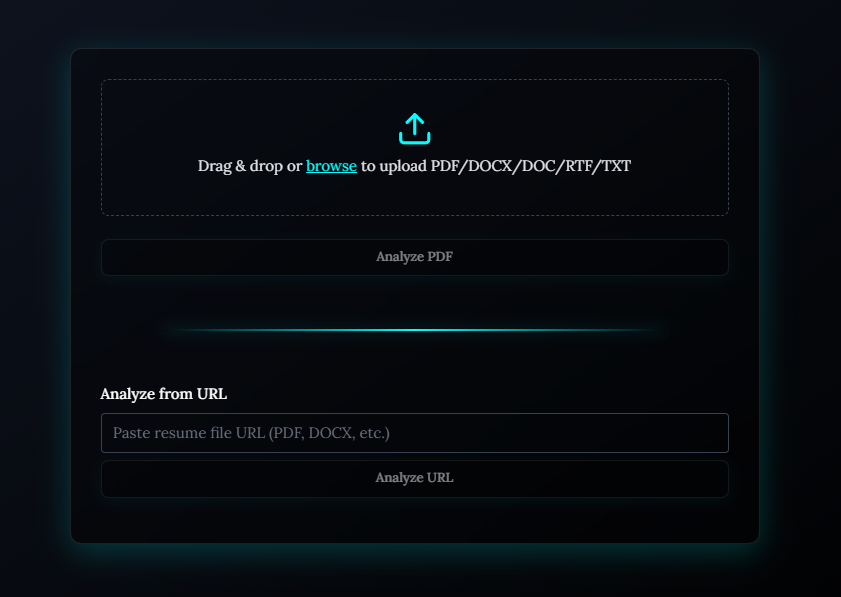 Drag & drop or browse to upload PDF/DOCX/DOC/RTF/TXT
Analyze PDF
Analyze from URL
Paste resume file URL (PDF, DOCX, etc.)
Analyze URL